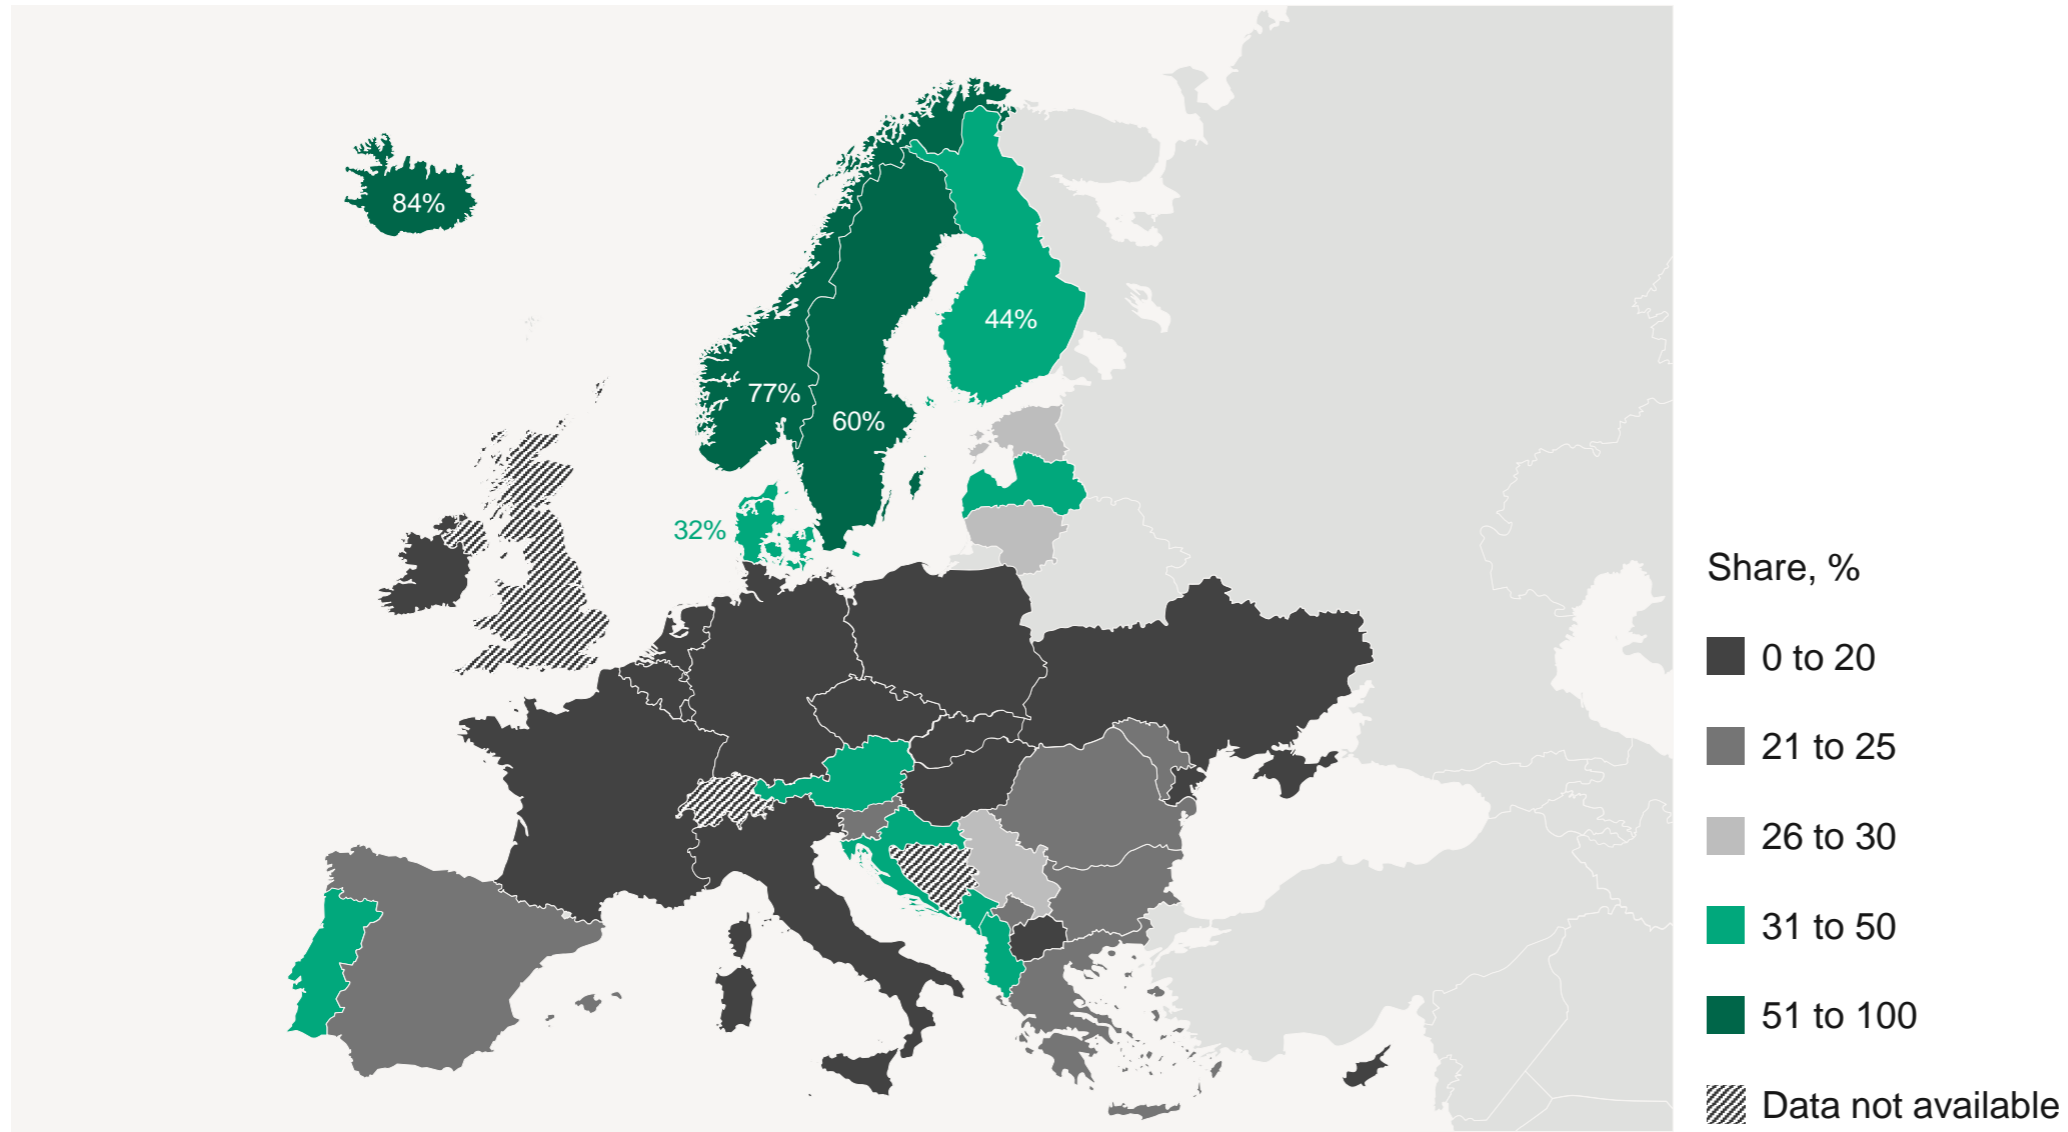 84%
44%
77%
60%
32%
Share, %
0 to 20
21 to 25
26 to 30
31 to 50
51 to 100
Data not available